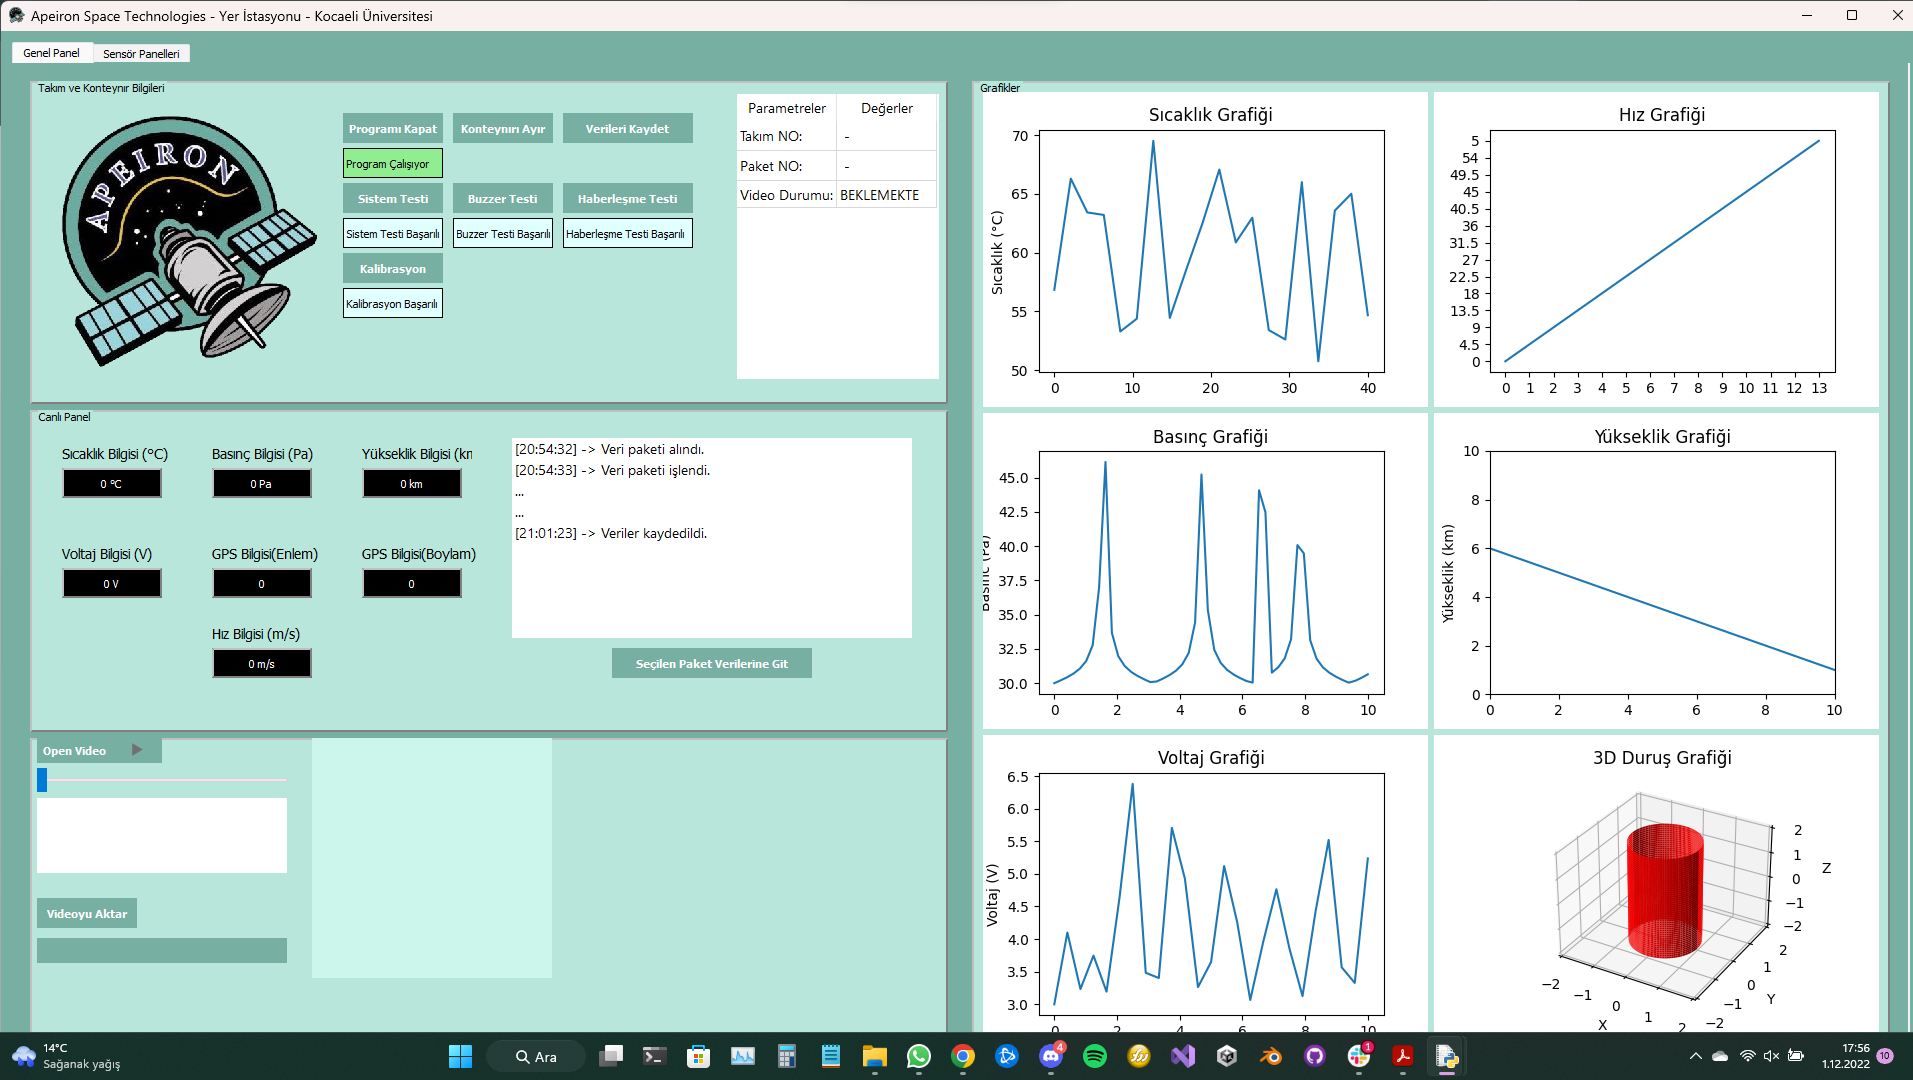 Apeiron Space Technologies - Yer İstasyonu - Kocaeli Üniversitesi
Genel Panel
Sensör Panelleri
Takım ve Konteynır Bilgileri
APEIRON
Programı Kapat
Konteynırı Ayır
Verileri Kaydet
Program Çalışıyor
Sistem Testi
Buzzer Testi
Haberleşme Testi
Sistem Testi Başarılı
Buzzer Testi Başarılı
Haberleşme Testi Başarılı
Kalibrasyon
Kalibrasyon Başarılı
Parametreler Değerler
Takım NO: -
Paket NO: -
Video Durumu: BEKLEMEKTE
Canlı Panel
Sıcaklık Bilgisi (°C)
Basınç Bilgisi (Pa)
Yükseklik Bilgisi (kn
0 °C
0 Pa
0 km
Voltaj Bilgisi (V)
GPS Bilgisi(Enlem)
GPS Bilgisi(Boylam)
0 V
0
0
Hız Bilgisi (m/s)
0 m/s
[20:54:32] -> Veri paketi alındı.
[20:54:33] -> Veri paketi işlendi.
...
...
[21:01:23] -> Veriler kaydedildi.
Seçilen Paket Verilerine Git
Open Video
Videoyu Aktar
Grafikler
Sıcaklık Grafiği
Sıcaklık (°C)
70
65
60
55
50
0 10 20 30 40
Hız Grafiği
5
54
49.5
45
40.5
36
31.5
27
22.5
18
13.5
9
4.5
0
0 1 2 3 4 5 6 7 8 9 10 11 12 13
Basınç Grafiği
Basınç (Pa)
45.0
42.5
40.0
37.5
35.0
32.5
30.0
0 2 4 6 8 10
Yükseklik Grafiği
Yükseklik (km)
10
8
6
4
2
0
0 2 4 6 8 10
Voltaj Grafiği
Voltaj (V)
6.5
6.0
5.5
5.0
4.5
4.0
3.5
3.0
0 2 4 6 8 10
3D Duruş Grafiği
2
1
0
−1
−2
Z
2
1
0
−1
−2
Y
−2
−1
0
1
2
X
14°C
Sağanak yağış
Ara
4
1
17:56
1.12.2022
10